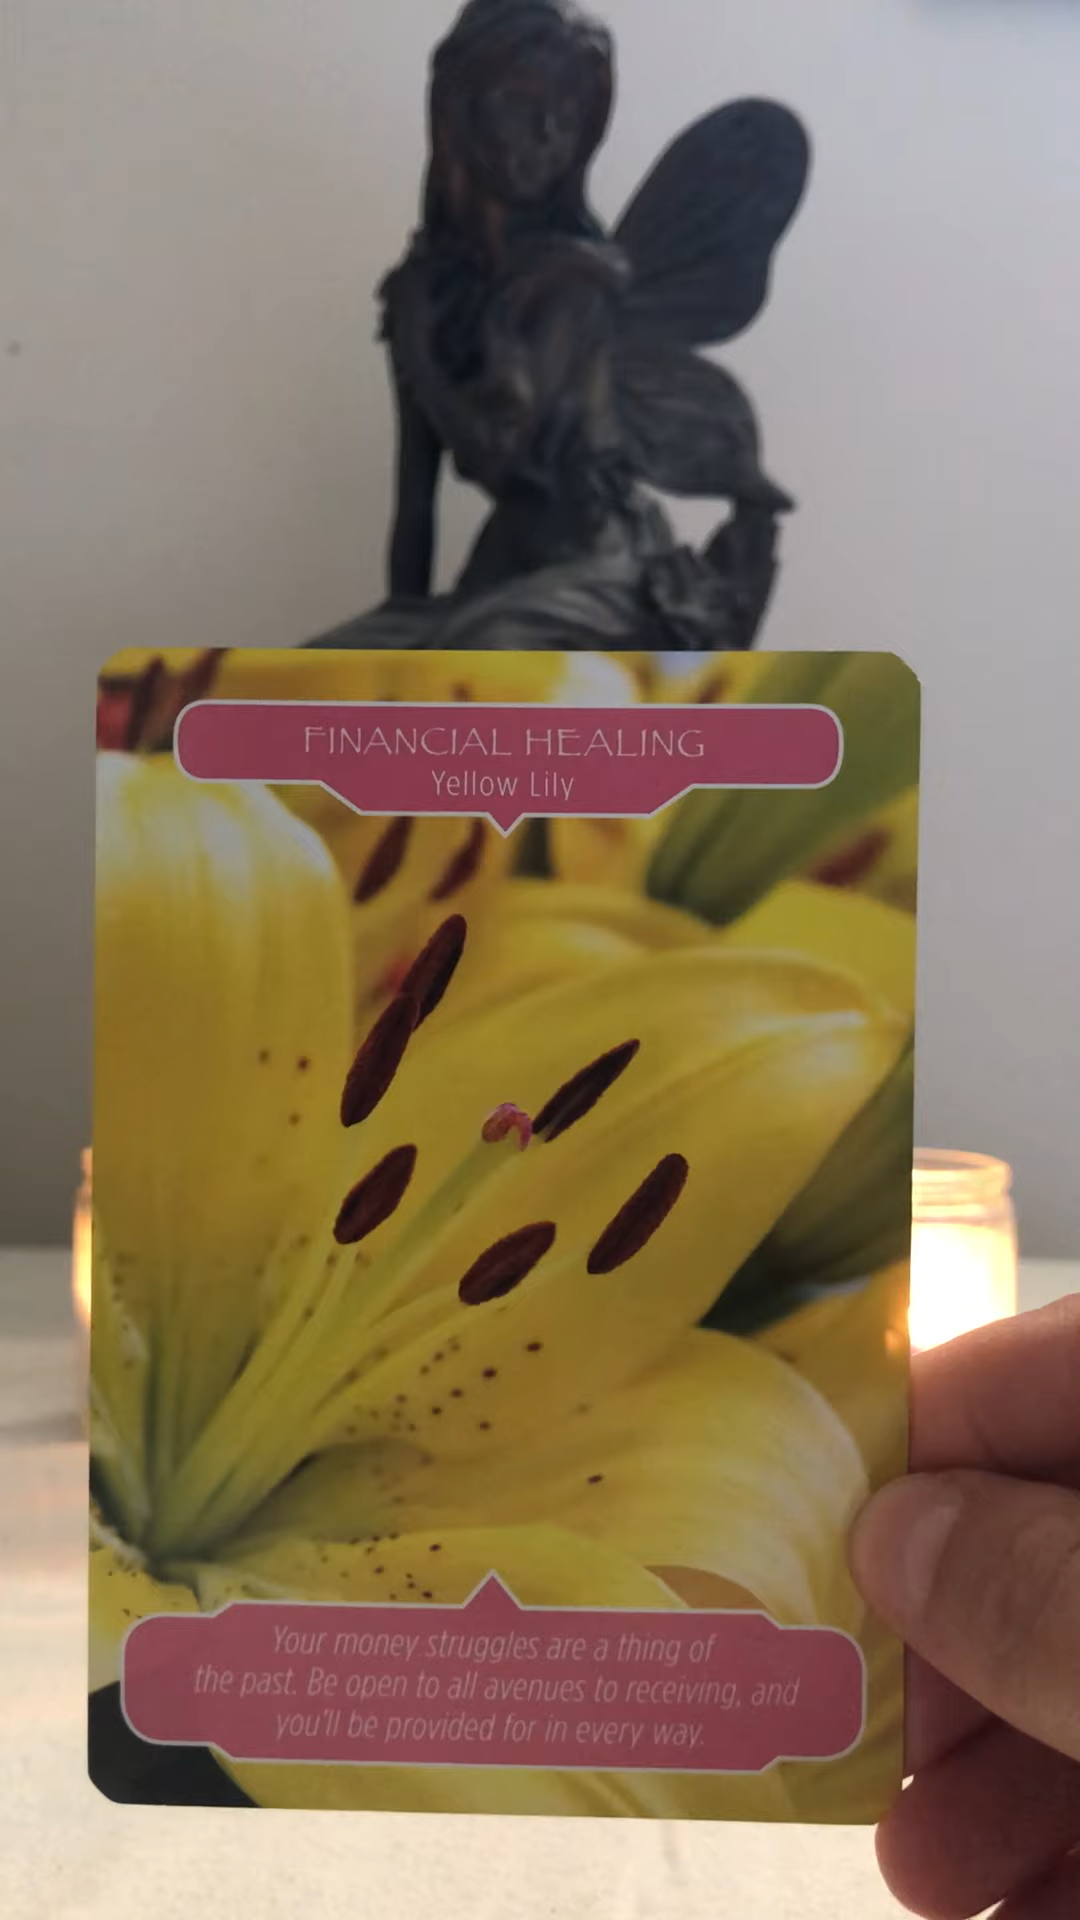 FINANCIAL HEALING
Yellow Lily
Your money struggles are a thing of
the past. Be open to all avenues to receiving, and
you'll be provided for in every way.